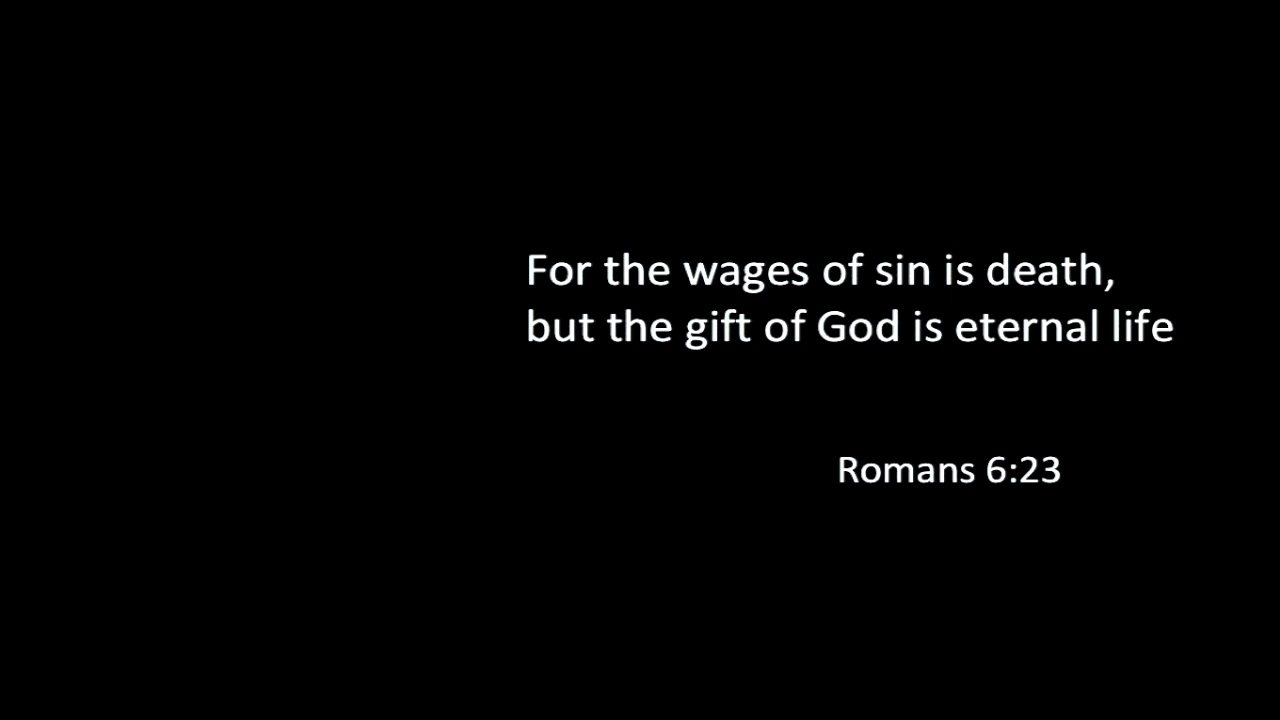 For the wages of sin is death,
but the gift of God is eternal life
Romans 6:23